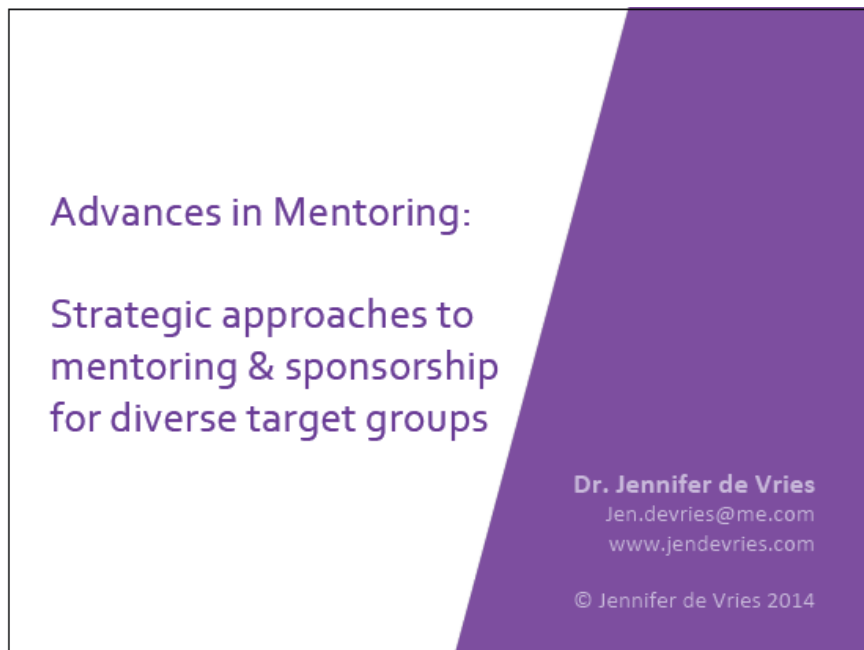 Advances in Mentoring:
Strategic approaches to
mentoring & sponsorship
for diverse target groups
Dr. Jennifer de Vries
Jen.devries@me.com
www.jendevries.com
© Jennifer de Vries 2014